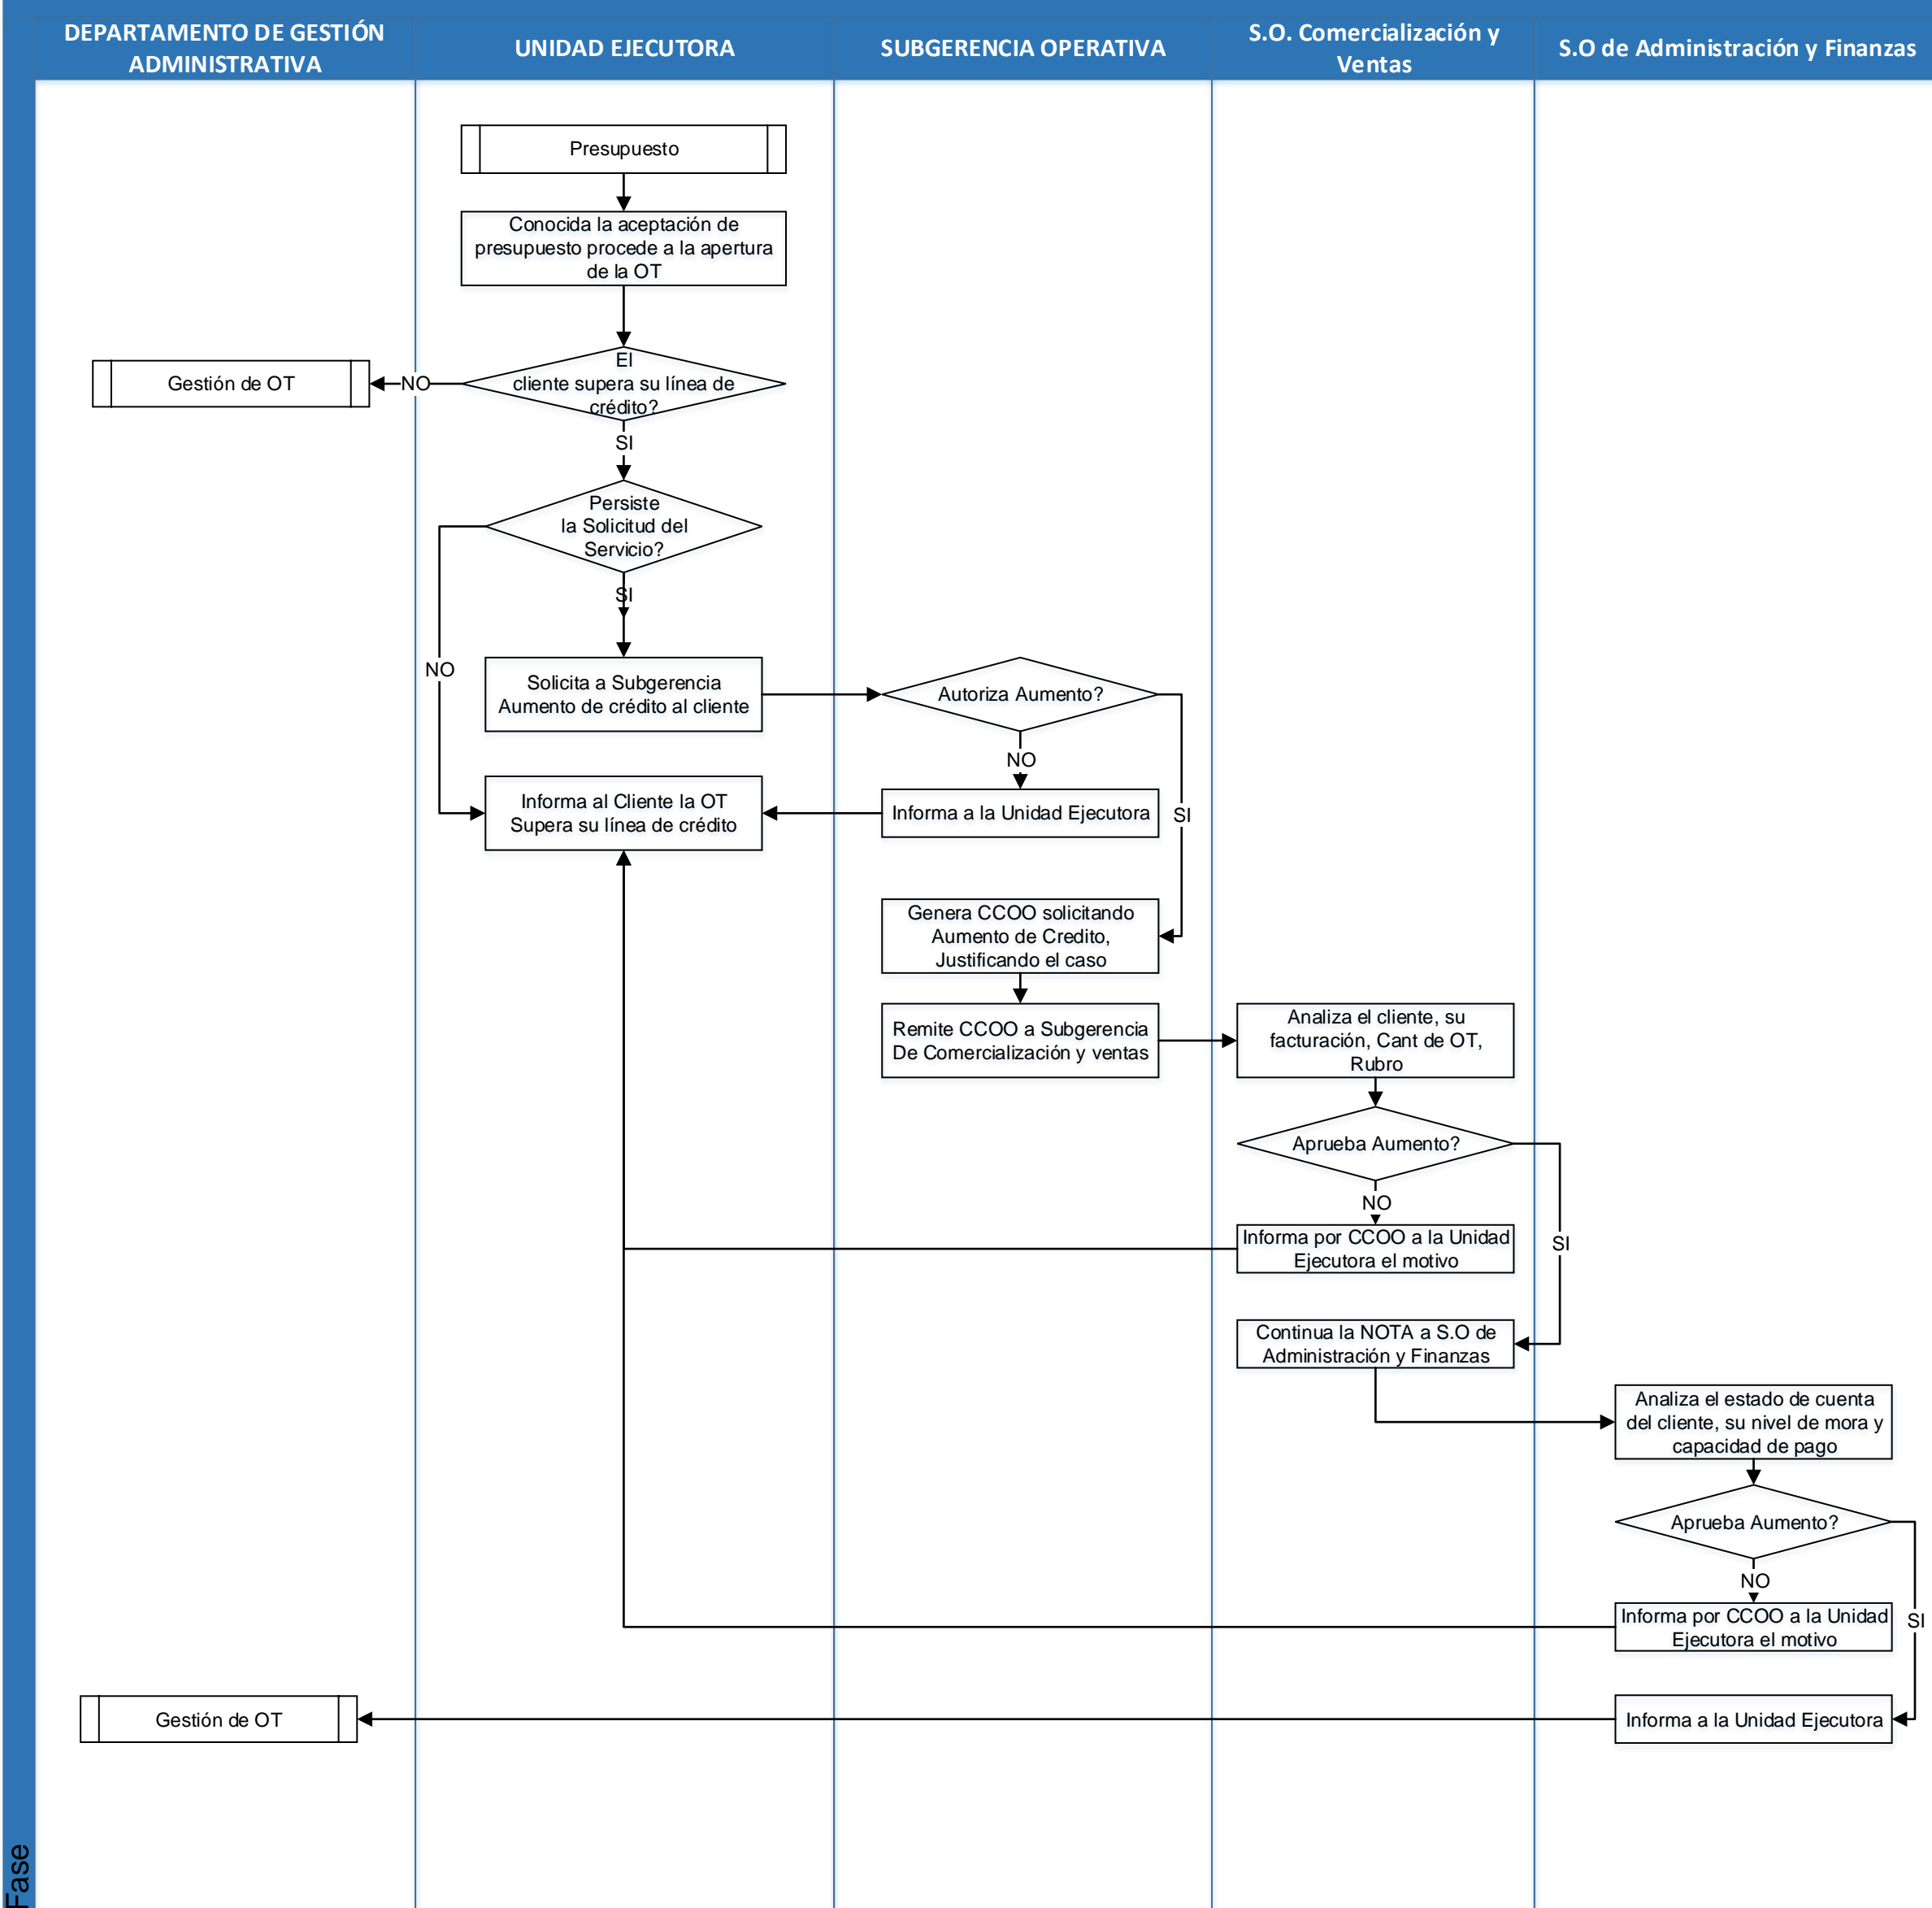 DEPARTAMENTO DE GESTIÓN
ADMINISTRATIVA
UNIDAD EJECUTORA
SUBGERENCIA OPERATIVA
S.O. Comercialización y
Ventas
S.O de Administración y Finanzas
Presupuesto
Conocida la aceptación de
presupuesto procede a la apertura
de la OT
El
cliente supera su línea de
crédito?
NO
Gestión de OT
SI
Persiste
la Solicitud del
Servicio?
SI
NO
Solicita a Subgerencia
Aumento de crédito al cliente
Autoriza Aumento?
NO
SI
Informa al Cliente la OT
Supera su línea de crédito
Informa a la Unidad Ejecutora
Genera CCOO solicitando
Aumento de Credito,
Justificando el caso
Remite CCOO a Subgerencia
De Comercialización y ventas
Analiza el cliente, su
facturación, Cant de OT,
Rubro
Aprueba Aumento?
NO
SI
Informa por CCOO a la Unidad
Ejecutora el motivo
Continua la NOTA a S.O de
Administración y Finanzas
Analiza el estado de cuenta
del cliente, su nivel de mora y
capacidad de pago
Aprueba Aumento?
NO
SI
Informa por CCOO a la Unidad
Ejecutora el motivo
Informa a la Unidad Ejecutora
Gestión de OT
Fase